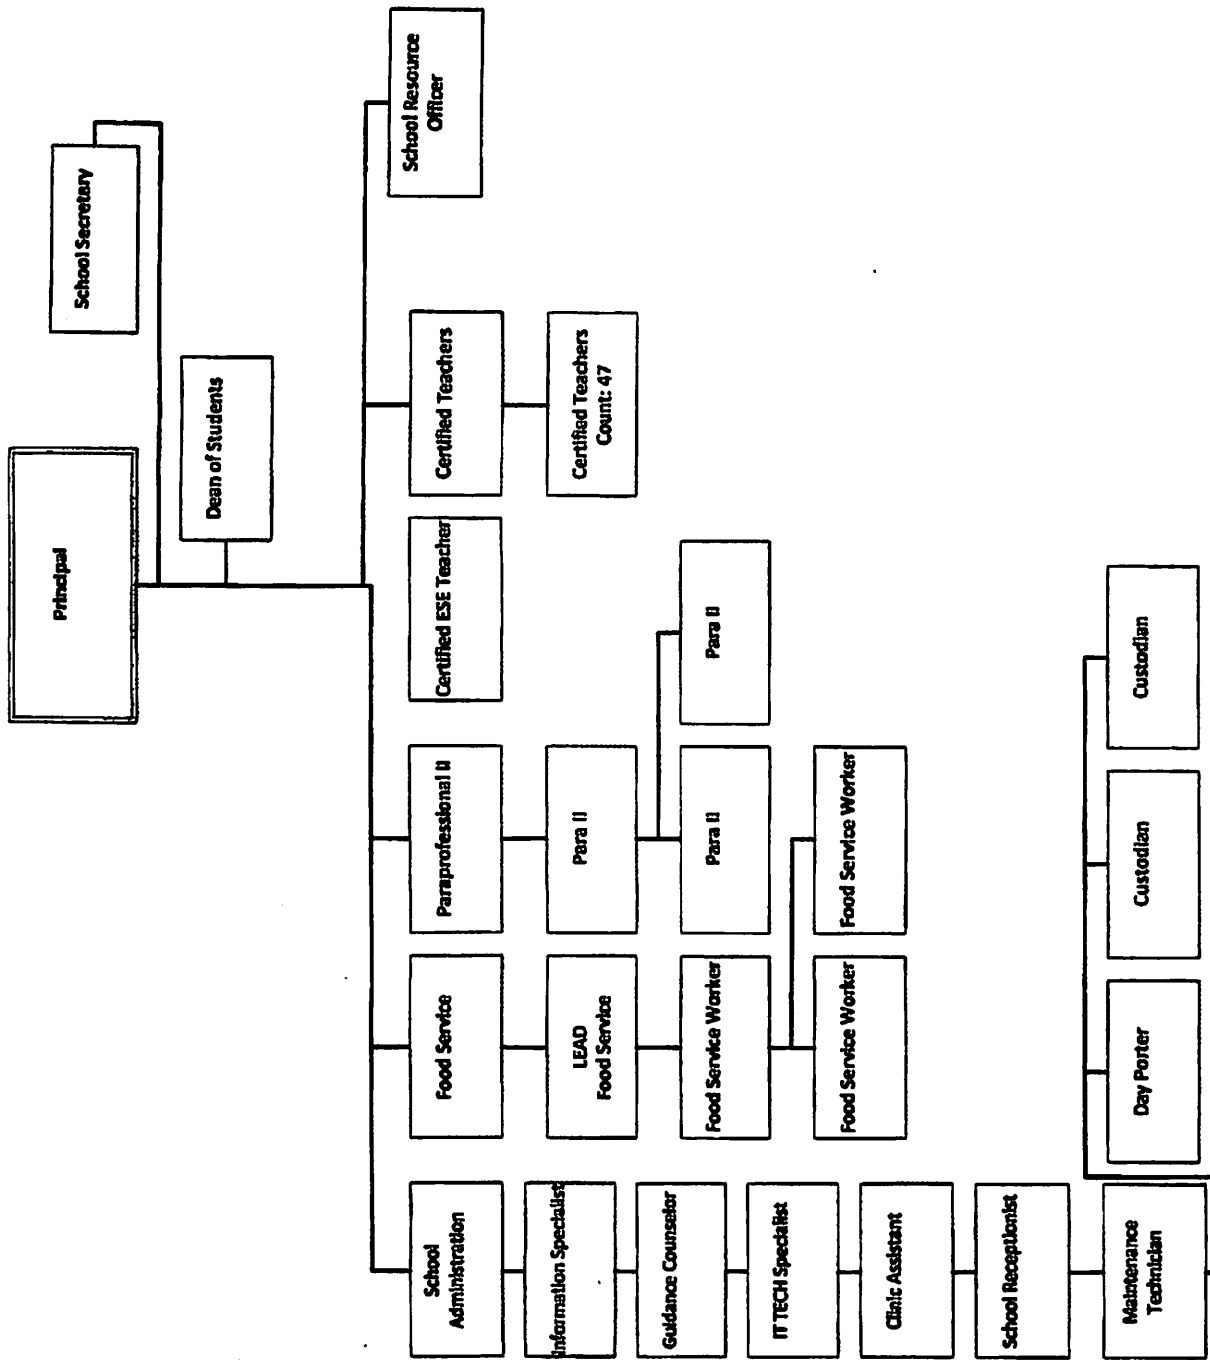 Principal
School Secretary
Dean of Students
School
Administration
Food Service
Paraprofessional II
Certified ESE Teacher
Certified Teachers
School Resource
Officer
Information Specialist
LEAD
Food Service
Para II
Certified Teachers
Count: 47
Guidance Counselor
Food Service Worker
Para II
Para II
IT TECH Specialist
Food Service Worker
Food Service Worker
Clinic Assistant
School Receptionist
Maintenance
Technician
Day Porter
Custodian
Custodian